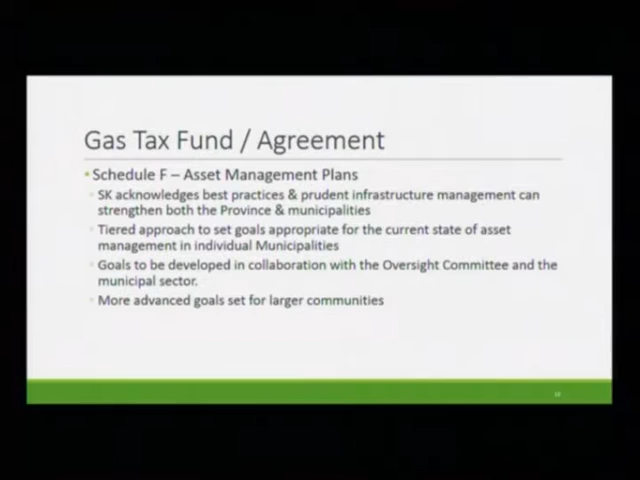 Gas Tax Fund / Agreement
Schedule F – Asset Management Plans
SK acknowledges best practices & prudent infrastructure management can
strengthen both the Province & municipalities
Tiered approach to set goals appropriate for the current state of asset
management in individual Municipalities
Goals to be developed in collaboration with the Oversight Committee and the
municipal sector.
More advanced goals set for larger communities